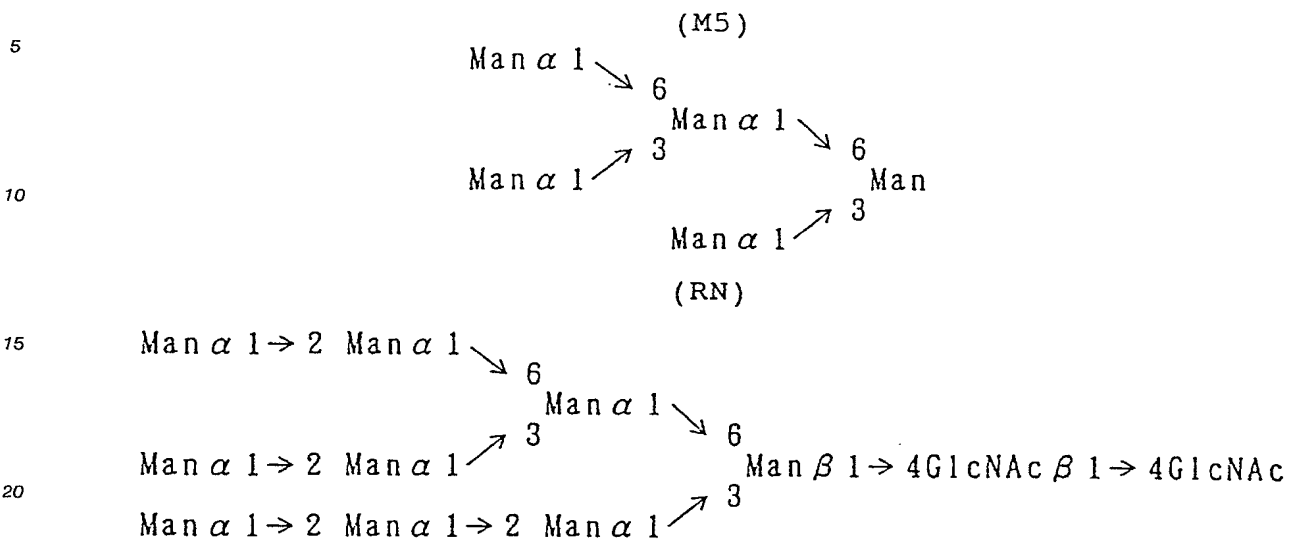 (M5)
5
Man α 1↘
6
Man α 1↘
3
6
Man α 1↗
10
Man
3
Man α 1↗
(RN)
15
Man α 1→ 2 Man α 1↘
6
Man α 1↘
3
6
Man α 1→ 2 Man α 1↗
Man β 1→ 4GlcNAc β 1→ 4GlcNAc
20
3
Man α 1→ 2 Man α 1→ 2 Man α 1↗